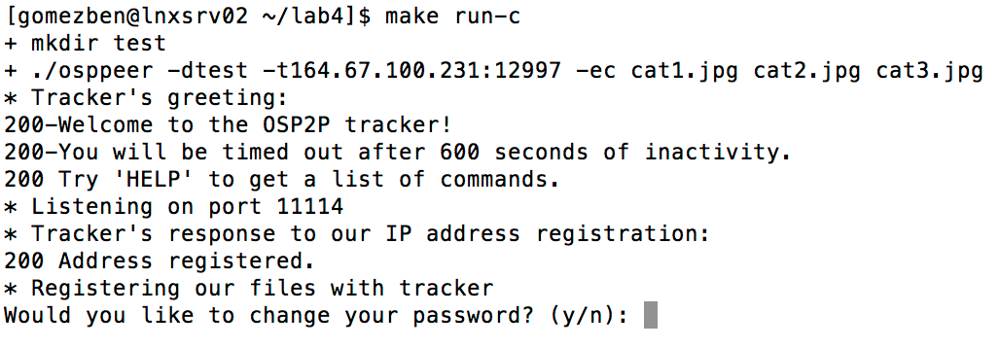 [gomezben@lnxsrv02 ~/lab4]$ make run-c
+ mkdir test
+ ./osppeer -dtest -t164.67.100.231:12997 -ec cat1.jpg cat2.jpg cat3.jpg
* Tracker's greeting:
200-Welcome to the OSP2P tracker!
200-You will be timed out after 600 seconds of inactivity.
200 Try 'HELP' to get a list of commands.
* Listening on port 11114
* Tracker's response to our IP address registration:
200 Address registered.
* Registering our files with tracker
Would you like to change your password? (y/n):